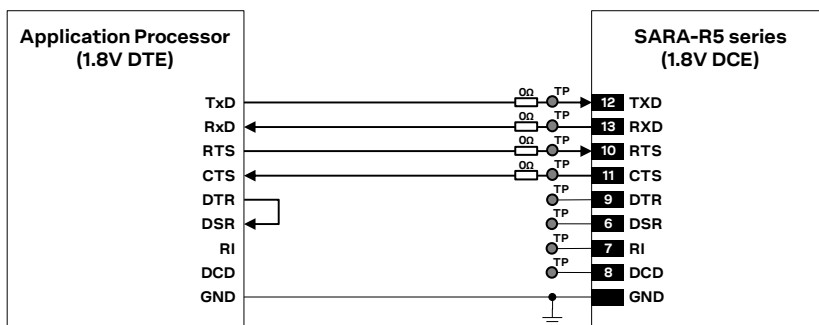 Application Processor
(1.8V DTE)
SARA-R5 series
(1.8V DCE)
TxD 0Ω TP 12 TXD
RxD 0Ω TP 13 RXD
RTS 0Ω TP 10 RTS
CTS 0Ω TP 11 CTS
DTR TP 9 DTR
DSR TP 6 DSR
RI TP 7 RI
DCD TP 8 DCD
GND GND